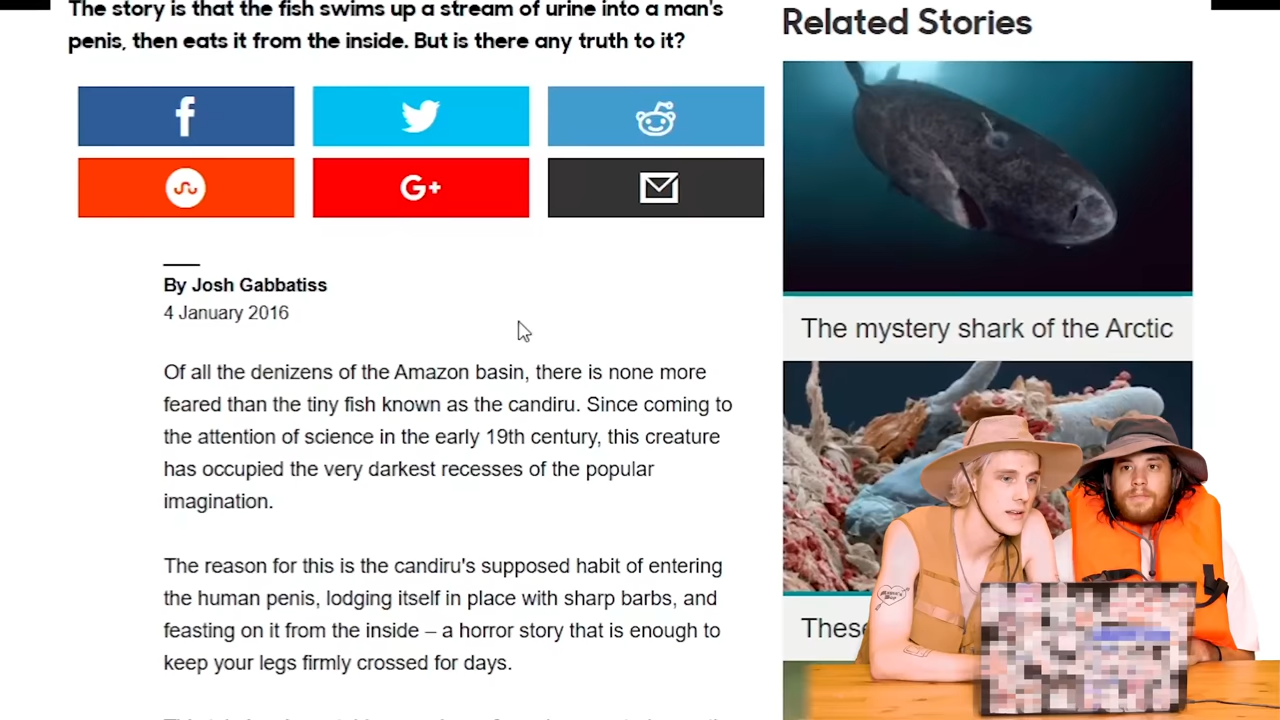 The story is that the fish swims up a stream of urine into a man's
penis, then eats it from the inside. But is there any truth to it?
Related Stories
f
G+
By Josh Gabbatiss
4 January 2016
Of all the denizens of the Amazon basin, there is none more
feared than the tiny fish known as the candiru. Since coming to
the attention of science in the early 19th century, this creature
has occupied the very darkest recesses of the popular
imagination.
The reason for this is the candiru's supposed habit of entering
the human penis, lodging itself in place with sharp barbs, and
feasting on it from the inside – a horror story that is enough to
keep your legs firmly crossed for days.
The mystery shark of the Arctic
These